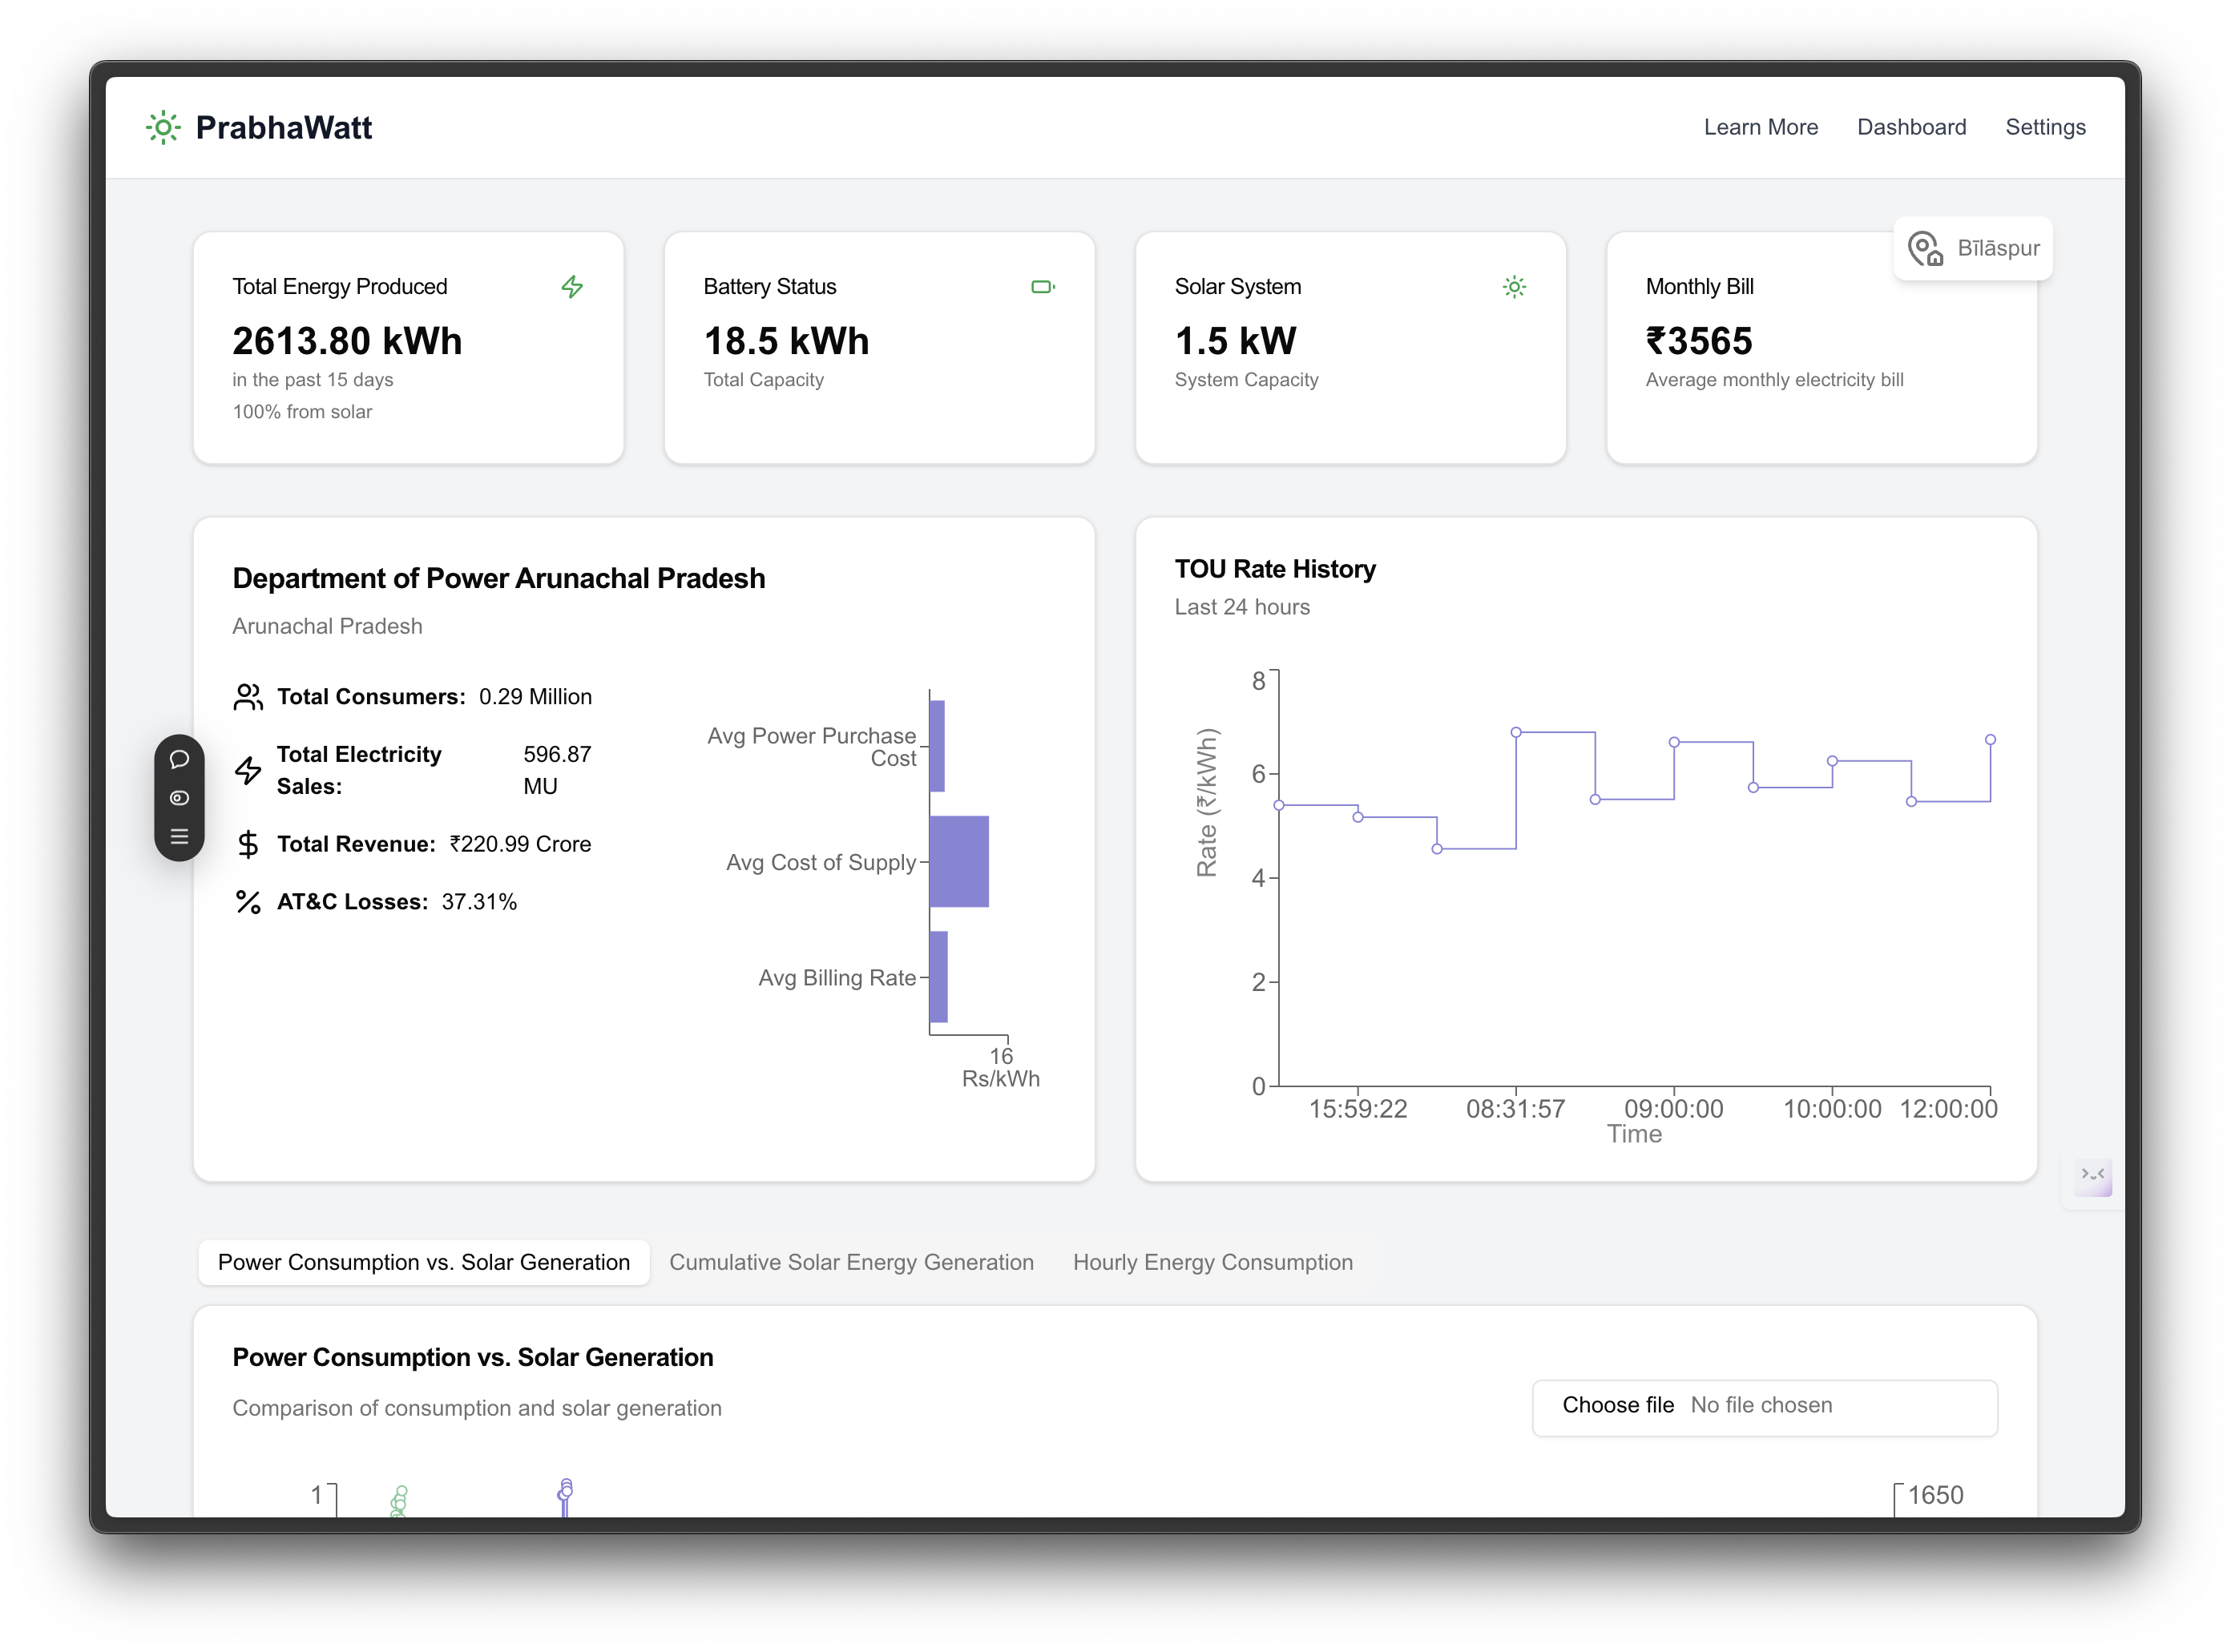 PrabhaWatt
Learn More
Dashboard
Settings
Bīlāspur
Total Energy Produced
2613.80 kWh
in the past 15 days
100% from solar
Battery Status
18.5 kWh
Total Capacity
Solar System
1.5 kW
System Capacity
Monthly Bill
₹3565
Average monthly electricity bill
Department of Power Arunachal Pradesh
Arunachal Pradesh
Total Consumers: 0.29 Million
Total Electricity
Sales:
596.87
MU
Total Revenue: ₹220.99 Crore
AT&C Losses: 37.31%
Avg Power Purchase
Cost
Avg Cost of Supply
Avg Billing Rate
16
Rs/kWh
TOU Rate History
Last 24 hours
Rate (₹/kWh)
8
6
4
2
0
15:59:22
08:31:57
09:00:00
10:00:00
12:00:00
Time
Power Consumption vs. Solar Generation
Cumulative Solar Energy Generation
Hourly Energy Consumption
Power Consumption vs. Solar Generation
Comparison of consumption and solar generation
Choose file No file chosen
1
1650